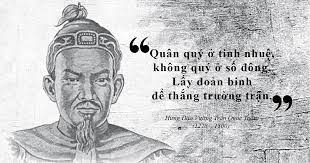 Quân quý ở tinh nhuệ,
không quý ở số đông.
Lấy đoản binh
để thắng trường trận.
Hưng Đạo Vương Trần Quốc Tuấn